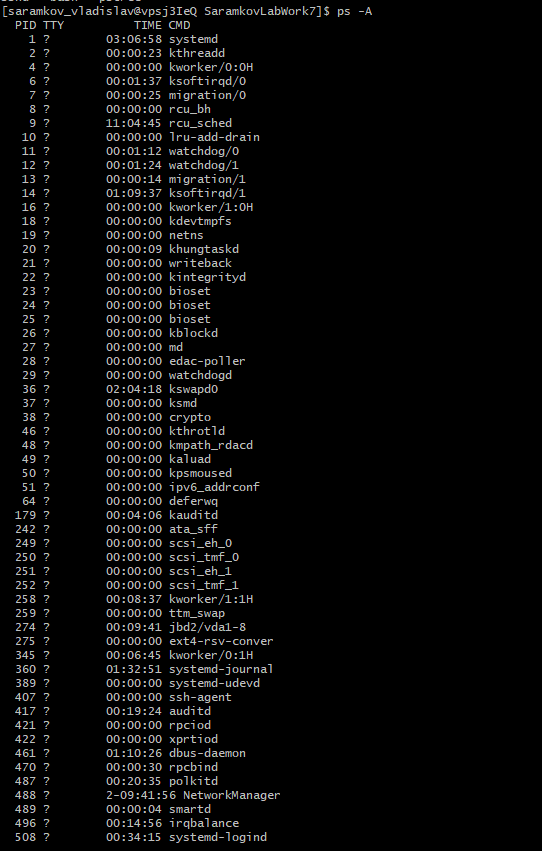 [saramkov_vladislav@vpsj3IeQ SaramkovLabWork7]$ ps -A
  PID TTY          TIME CMD
    1 ?        03:06:58 systemd
    2 ?        00:00:23 kthreadd
    4 ?        00:00:00 kworker/0:0H
    6 ?        00:01:37 ksoftirqd/0
    7 ?        00:00:25 migration/0
    8 ?        00:00:00 rcu_bh
    9 ?        11:04:45 rcu_sched
   10 ?        00:00:00 lru-add-drain
   11 ?        00:01:12 watchdog/0
   12 ?        00:01:24 watchdog/1
   13 ?        00:00:14 migration/1
   14 ?        01:09:37 ksoftirqd/1
   16 ?        00:00:00 kworker/1:0H
   18 ?        00:00:00 kdevtmpfs
   19 ?        00:00:00 netns
   20 ?        00:00:09 khungtaskd
   21 ?        00:00:00 writeback
   22 ?        00:00:00 kintegrityd
   23 ?        00:00:00 bioset
   24 ?        00:00:00 bioset
   25 ?        00:00:00 bioset
   26 ?        00:00:00 kblockd
   27 ?        00:00:00 md
   28 ?        00:00:00 edac-poller
   29 ?        00:00:00 watchdogd
   36 ?        02:04:18 kswapd0
   37 ?        00:00:00 ksmd
   38 ?        00:00:00 crypto
   46 ?        00:00:00 kthrotld
   48 ?        00:00:00 kmpath_rdacd
   49 ?        00:00:00 kaluad
   50 ?        00:00:00 kpsmoused
   51 ?        00:00:00 ipv6_addrconf
   64 ?        00:00:00 deferwq
  179 ?        00:04:06 kauditd
  242 ?        00:00:00 ata_sff
  249 ?        00:00:00 scsi_eh_0
  250 ?        00:00:00 scsi_tmf_0
  251 ?        00:00:00 scsi_eh_1
  252 ?        00:00:00 scsi_tmf_1
  258 ?        00:08:37 kworker/1:1H
  259 ?        00:00:00 ttm_swap
  274 ?        00:09:41 jbd2/vda1-8
  275 ?        00:00:00 ext4-rsv-conver
  345 ?        00:06:45 kworker/0:1H
  360 ?        01:32:51 systemd-journal
  389 ?        00:00:00 systemd-udevd
  407 ?        00:00:00 ssh-agent
  417 ?        00:19:24 auditd
  421 ?        00:00:00 rpciod
  422 ?        00:00:00 xprtiod
  461 ?        01:10:26 dbus-daemon
  470 ?        00:00:30 rpcbind
  487 ?        00:20:35 polkitd
  488 ?        2-09:41:56 NetworkManager
  489 ?        00:00:04 smartd
  496 ?        00:14:56 irqbalance
  508 ?        00:34:15 systemd-logind